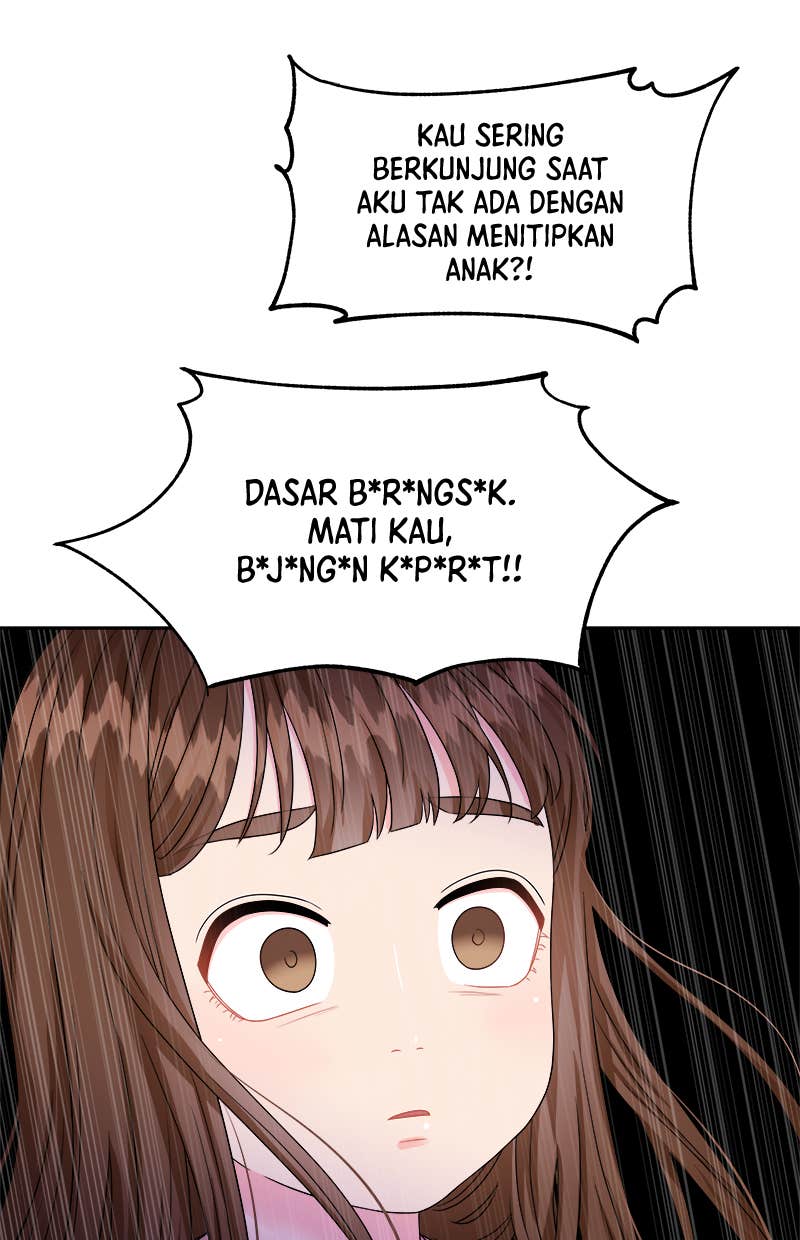 KAU SERING
BERKUNJUNG SAAT
AKU TAK ADA DENGAN
ALASAN MENITIPKAN
ANAK?!
DASAR B*R*NGS*K.
MATI KAU,
B*J*NG*N K*P*R*T!!